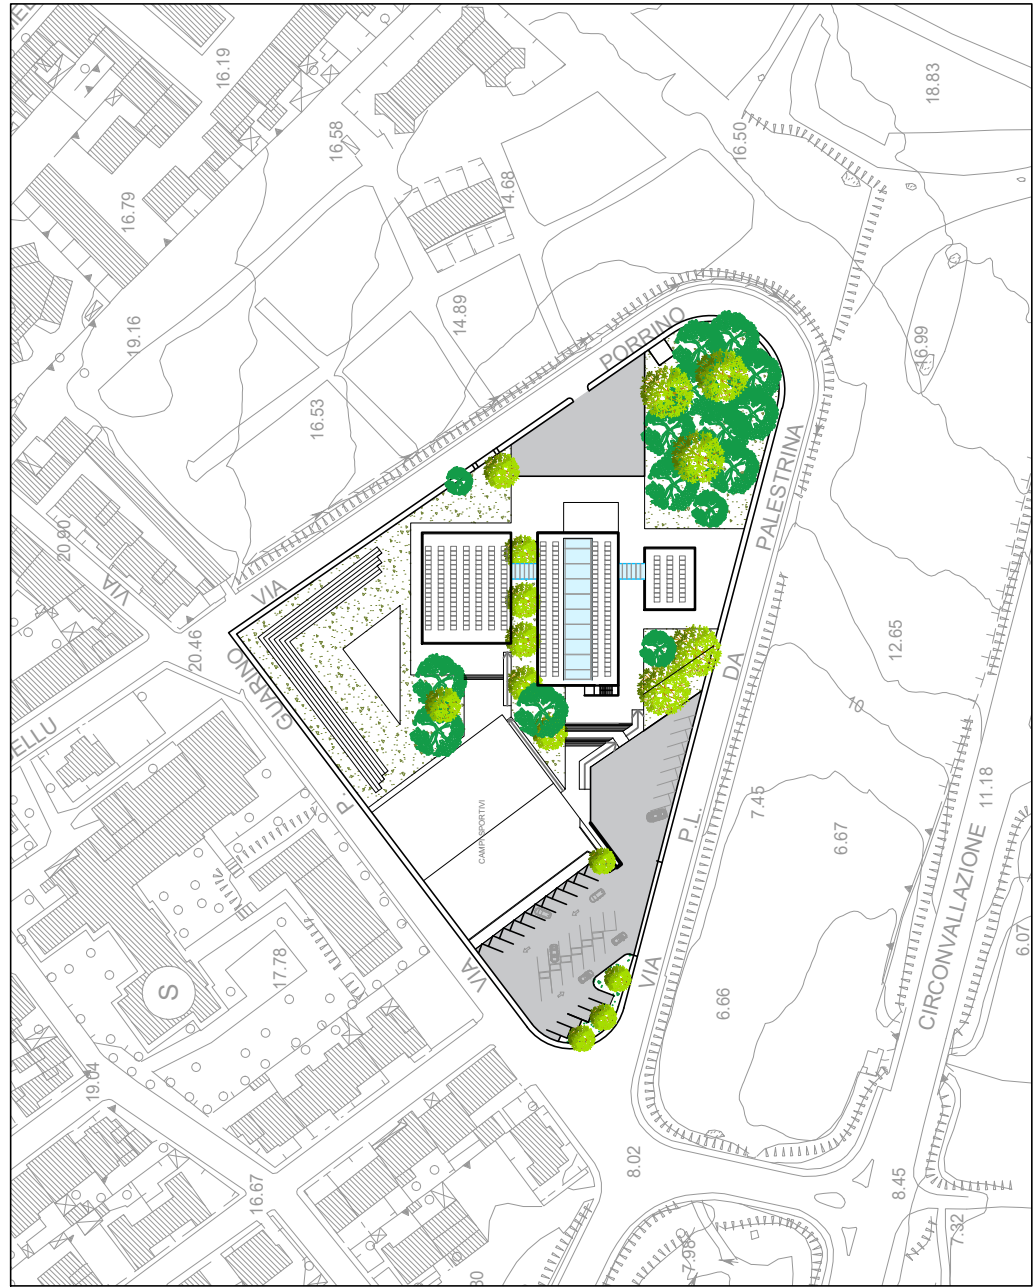 16.19
18.83
16.58
16.50
16.79
14.68
19.16
14.89
16.99
16.53
VIA PORRINO
20.90
VIA
20.46
GUARINO
ELLU
VIA P.L. DA PALESTRINA
12.65
10
11.18
7.45
6.67
CAMPI SPORTIVI
P.
VIA
CIRCONVALLAZIONE
6.07
17.78
S
6.66
19.04
8.02
8.45
16.67
7.32
7.98
30